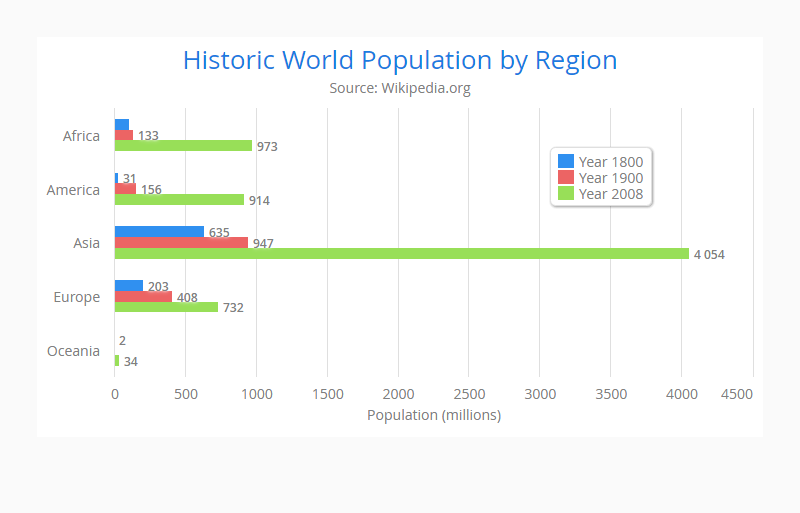 Historic World Population by Region
Source: Wikipedia.org
Africa
133
973
America
31
156
914
Asia
635
947
4 054
Europe
203
408
732
Oceania
2
34
Year 1800
Year 1900
Year 2008
0 500 1000 1500 2000 2500 3000 3500 4000 4500
Population (millions)